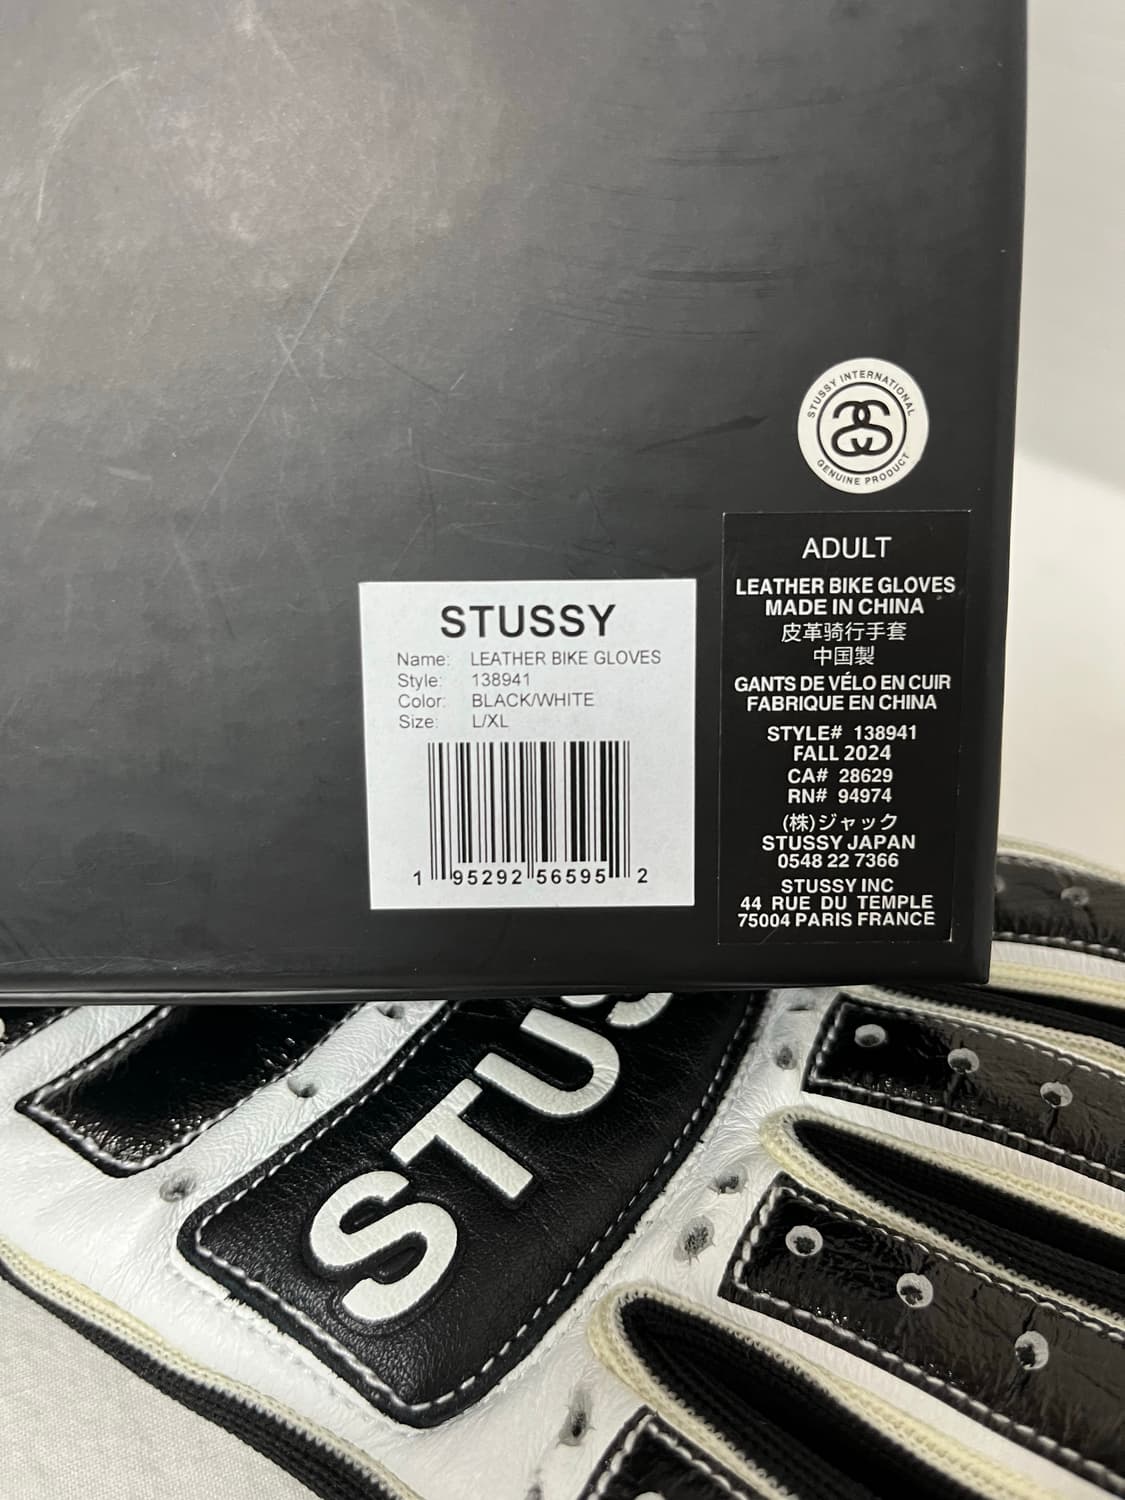 STUSSY INTERNATIONAL
GENUINE PRODUCT
STUSSY
Name: LEATHER BIKE GLOVES
Style: 138941
Color: BLACK/WHITE
Size: L/XL
1 95292 56595 2
ADULT
LEATHER BIKE GLOVES
MADE IN CHINA
皮革骑行手套
中国製
GANTS DE VÉLO EN CUIR
FABRIQUE EN CHINA
STYLE# 138941
FALL 2024
CA# 28629
RN# 94974
(株)ジャック
STUSSY JAPAN
0548 22 7366
STUSSY INC
44 RUE DU TEMPLE
75004 PARIS FRANCE
STUS